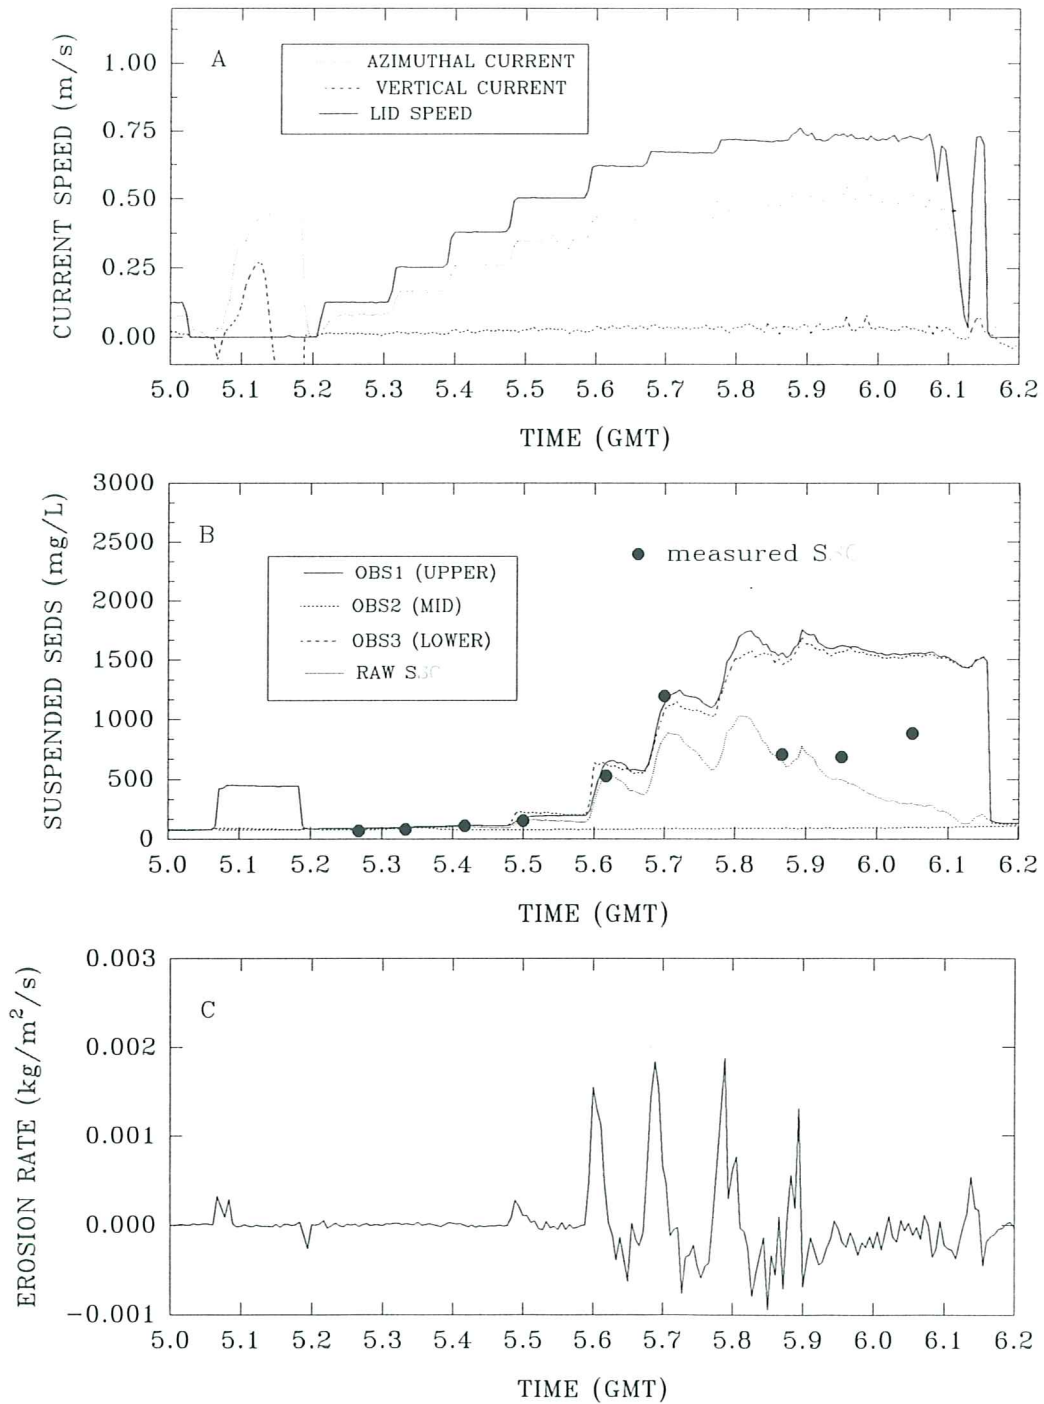 A
AZIMUTHAL CURRENT
VERTICAL CURRENT
LID SPEED
CURRENT SPEED (m/s)
1.00
0.75
0.50
0.25
0.00
5.0 5.1 5.2 5.3 5.4 5.5 5.6 5.7 5.8 5.9 6.0 6.1 6.2
TIME (GMT)
B
measured SSC
OBS1 (UPPER)
OBS2 (MID)
OBS3 (LOWER)
RAW SSC
SUSPENDED SEDS (mg/L)
3000
2500
2000
1500
1000
500
0
5.0 5.1 5.2 5.3 5.4 5.5 5.6 5.7 5.8 5.9 6.0 6.1 6.2
TIME (GMT)
C
EROSION RATE (kg/m²/s)
0.003
0.002
0.001
0.000
−0.001
5.0 5.1 5.2 5.3 5.4 5.5 5.6 5.7 5.8 5.9 6.0 6.1 6.2
TIME (GMT)